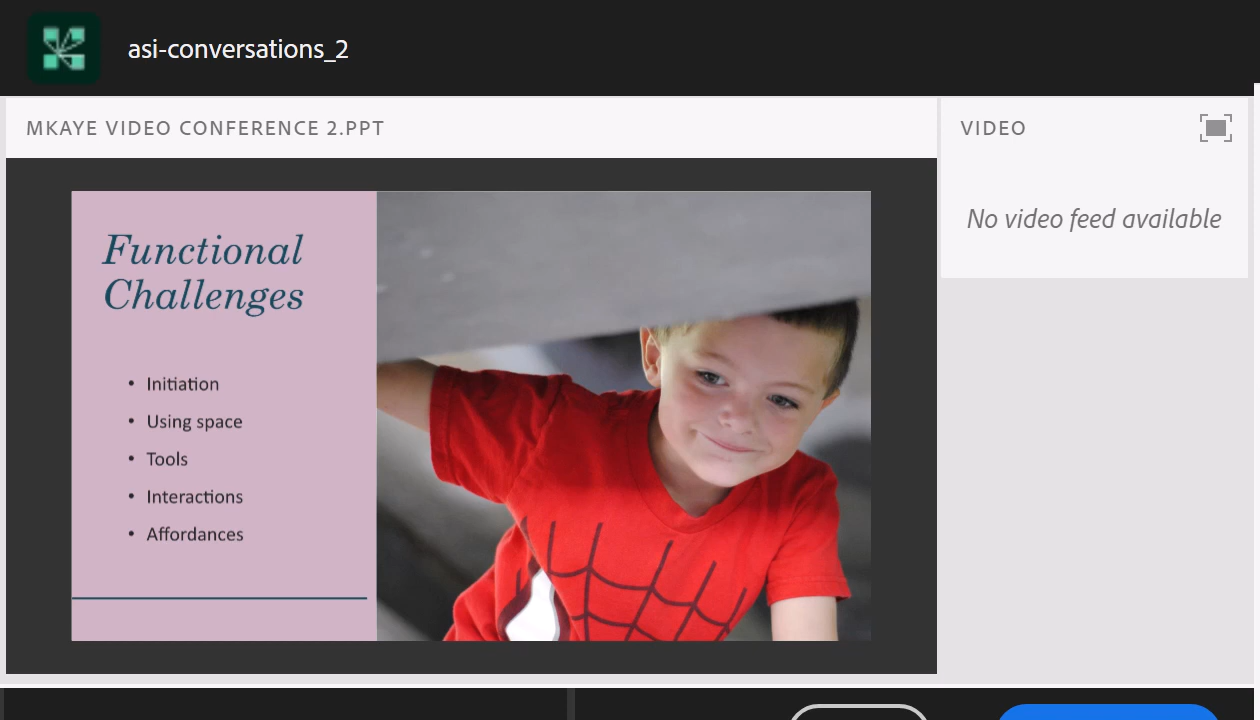 asi-conversations_2
MKAYE VIDEO CONFERENCE 2.PPT
VIDEO
No video feed available
Functional
Challenges
• Initiation
• Using space
• Tools
• Interactions
• Affordances